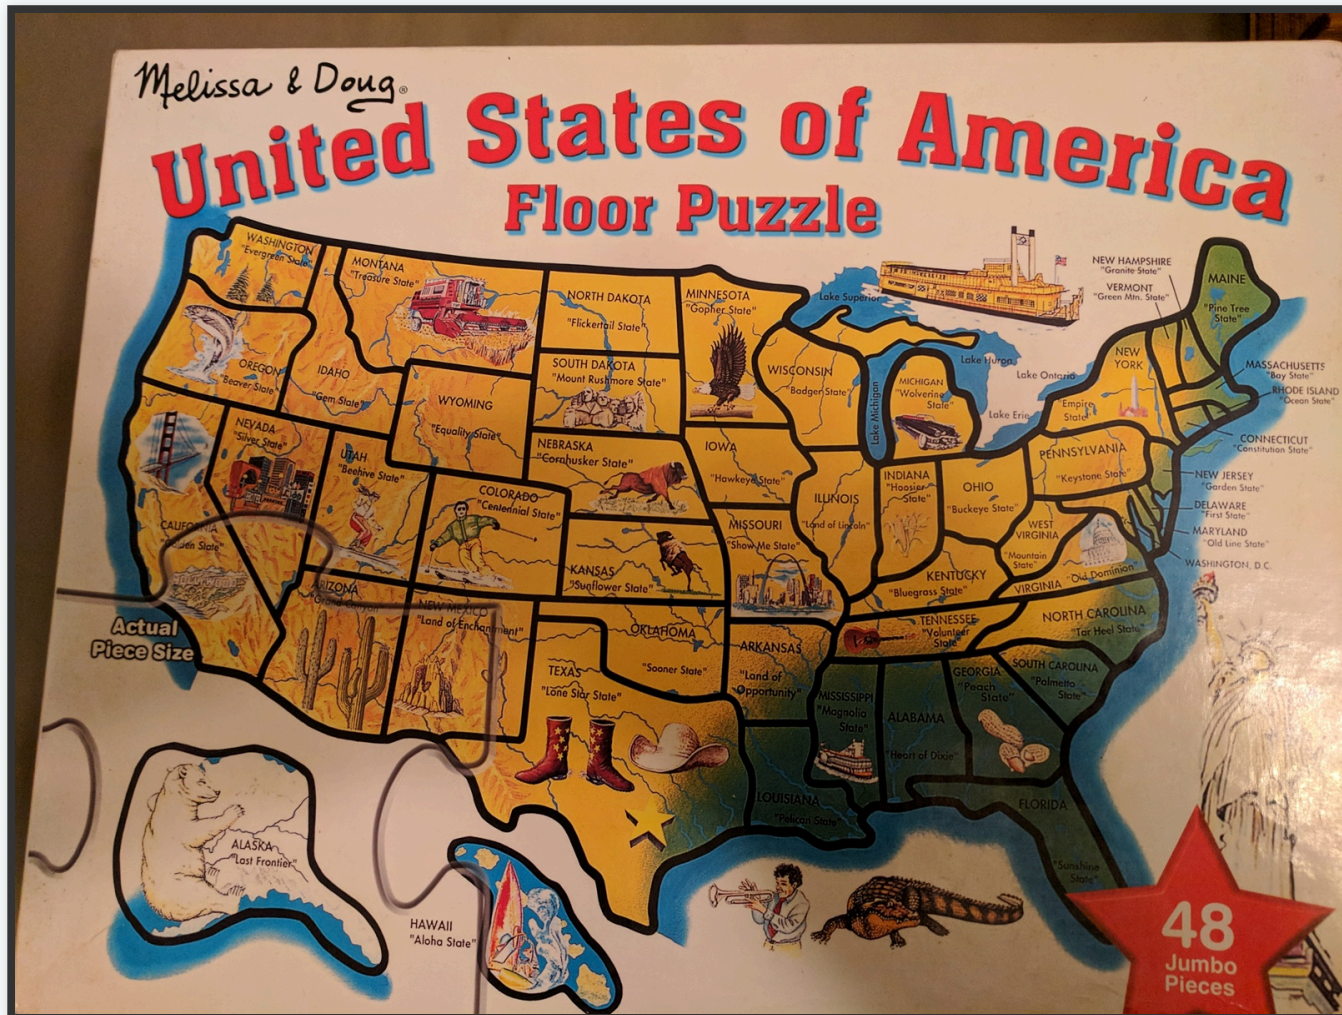 Melissa & Doug®
United States of America
Floor Puzzle
WASHINGTON
"Evergreen State"
MONTANA
"Treasure State"
NORTH DAKOTA
"Flickertail State"
MINNESOTA
"Gopher State"
Lake Superior
NEW HAMPSHIRE
"Granite State"
VERMONT
"Green Mtn. State"
MAINE
"Pine Tree
State"
OREGON
"Beaver State"
IDAHO
"Gem State"
WYOMING
"Equality State"
SOUTH DAKOTA
"Mount Rushmore State"
WISCONSIN
"Badger State"
Lake Michigan
MICHIGAN
"Wolverine
State"
Lake Huron
Lake Ontario
Lake Erie
NEW
YORK
"Empire
State"
MASSACHUSETTS
"Bay State"
RHODE ISLAND
"Ocean State"
CONNECTICUT
"Constitution State"
NEVADA
"Silver State"
UTAH
"Beehive State"
COLORADO
"Centennial State"
NEBRASKA
"Cornhusker State"
IOWA
"Hawkeye State"
ILLINOIS
"Land of Lincoln"
INDIANA
"Hoosier
State"
OHIO
"Buckeye State"
PENNSYLVANIA
"Keystone State"
NEW JERSEY
"Garden State"
DELAWARE
"First State"
MARYLAND
"Old Line State"
WASHINGTON, D.C.
CALIFORNIA
"Golden State"
HOLLYWOOD
KANSAS
"Sunflower State"
MISSOURI
"Show Me State"
KENTUCKY
"Bluegrass State"
WEST
VIRGINIA
"Mountain
State"
VIRGINIA
"Old Dominion"
Actual
Piece Size
ARIZONA
"Grand Canyon
NEW MEXICO
"Land of Enchantment"
OKLAHOMA
"Sooner State"
ARKANSAS
"Land of
Opportunity"
TENNESSEE
"Volunteer
State"
NORTH CAROLINA
"Tar Heel State"
SOUTH CAROLINA
"Palmetto
State"
TEXAS
"Lone Star State"
LOUISIANA
"Pelican State"
MISSISSIPPI
"Magnolia
State"
ALABAMA
"Heart of Dixie"
GEORGIA
"Peach
State"
FLORIDA
"Sunshine
State"
ALASKA
"Last Frontier"
HAWAII
"Aloha State"
48
Jumbo
Pieces